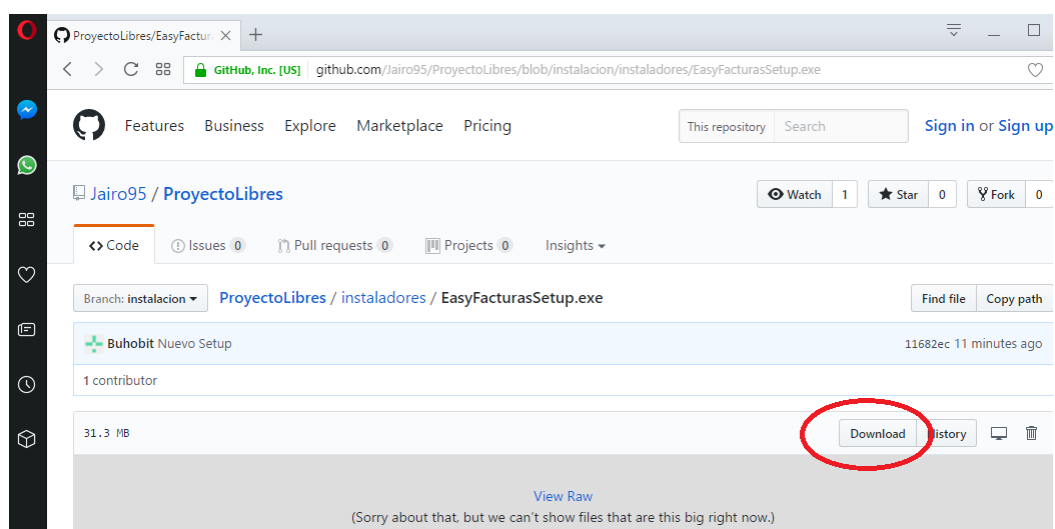 ProyectoLibres/EasyFactur
GitHub, Inc. [US] github.com/Jairo95/ProyectoLibres/blob/instalacion/instaladores/EasyFacturasSetup.exe
Features Business Explore Marketplace Pricing This repository Search Sign in or Sign up
Jairo95 / ProyectoLibres Watch 1 Star 0 Fork 0
Code Issues 0 Pull requests 0 Projects 0 Insights
Branch: instalacion ProyectoLibres / instaladores / EasyFacturasSetup.exe Find file Copy path
Buhobit Nuevo Setup 11682ec 11 minutes ago
1 contributor
31.3 MB Download History
View Raw
(Sorry about that, but we can't show files that are this big right now.)